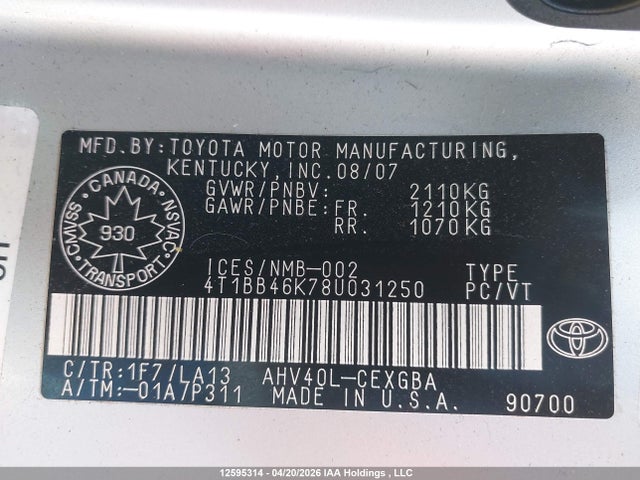 MFD.BY:TOYOTA MOTOR MANUFACTURING,
KENTUCKY, INC.08/07
GVWR/PNBV: 2110KG
GAWR/PNBE:FR. 1210KG
RR. 1070KG
CANADA
CMVSS 930 NSVAC
TRANSPORT
ICES/NMB-002 TYPE
4T1BB46K78U031250 PC/VT
C/TR:1F7/LA13 AHV40L-CEXGBA
A/TM:-01A/P311 MADE IN U.S.A. 90700
12595314 - 04/20/2026 IAA Holdings , LLC